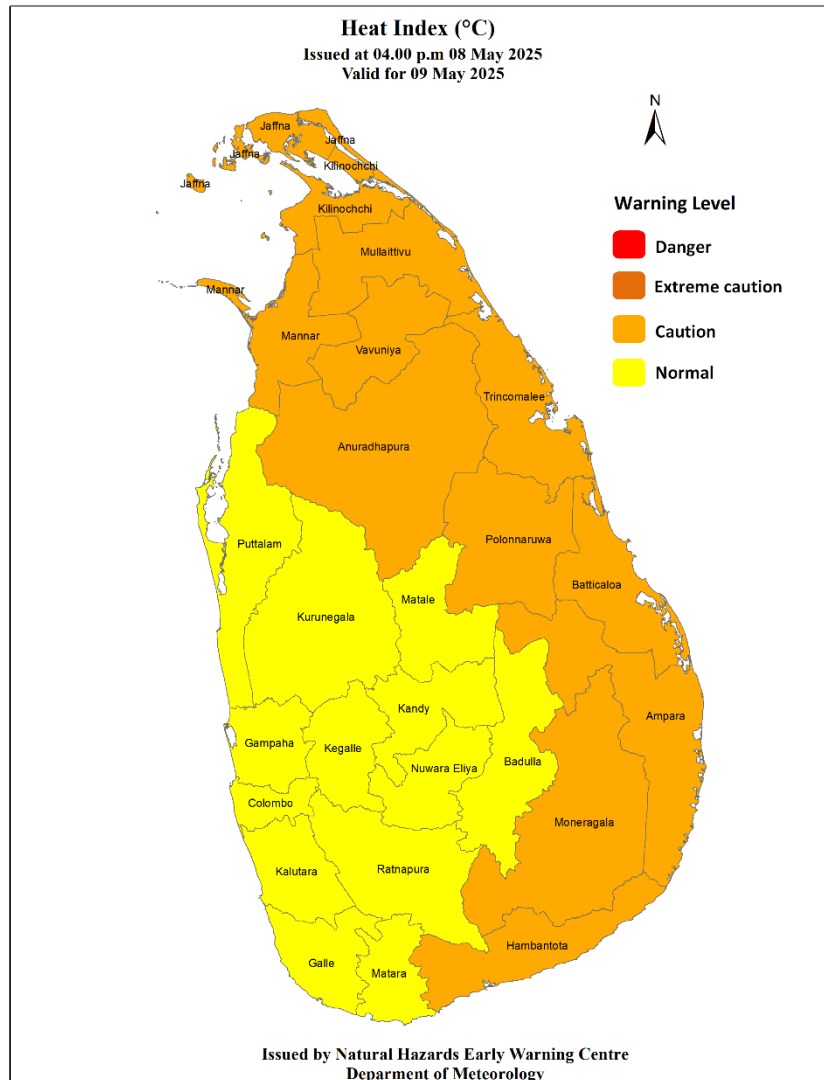 Heat Index (°C)
Issued at 04.00 p.m 08 May 2025
Valid for 09 May 2025
N
Jaffna
Jaffna
Jaffna
Kilinochchi
Jaffna
Kilinochchi
Mullaittivu
Mannar
Mannar
Vavuniya
Trincomalee
Anuradhapura
Polonnaruwa
Puttalam
Batticaloa
Matale
Kurunegala
Kandy
Ampara
Gampaha
Kegalle
Nuwara Eliya
Badulla
Colombo
Moneragala
Ratnapura
Kalutara
Hambantota
Galle
Matara
Warning Level
Danger
Extreme caution
Caution
Normal
Issued by Natural Hazards Early Warning Centre
Deparment of Meteorology